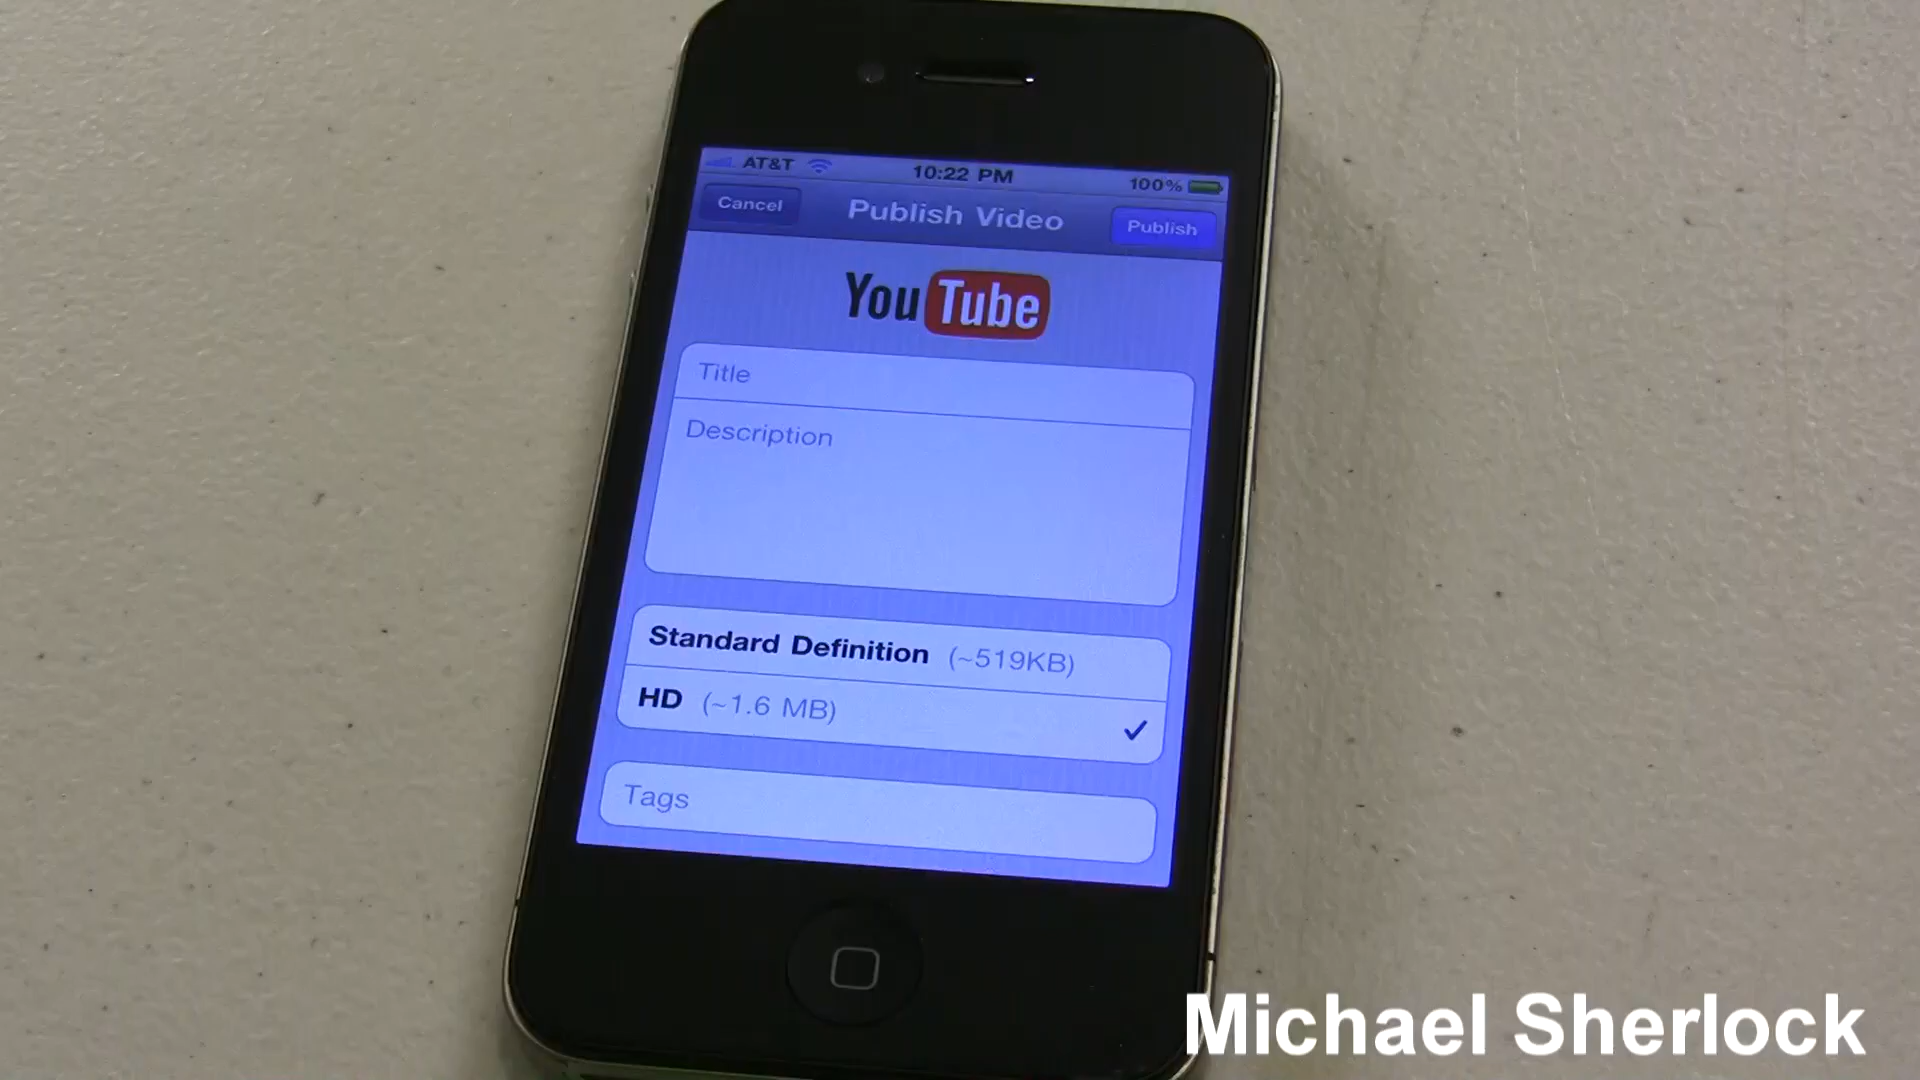 AT&T 10:22 PM 100%
Cancel Publish Video Publish
YouTube
Title
Description
Standard Definition (~519KB)
HD (~1.6 MB)
Tags
Michael Sherlock